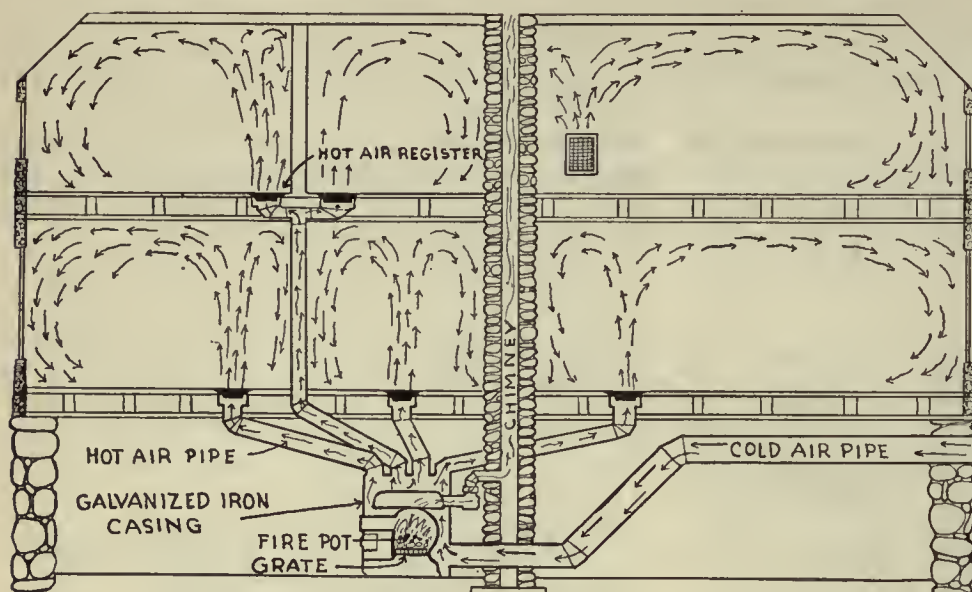 HOT AIR REGISTER
CHIMNEY
HOT AIR PIPE
COLD AIR PIPE
GALVANIZED IRON
CASING
FIRE POT
GRATE